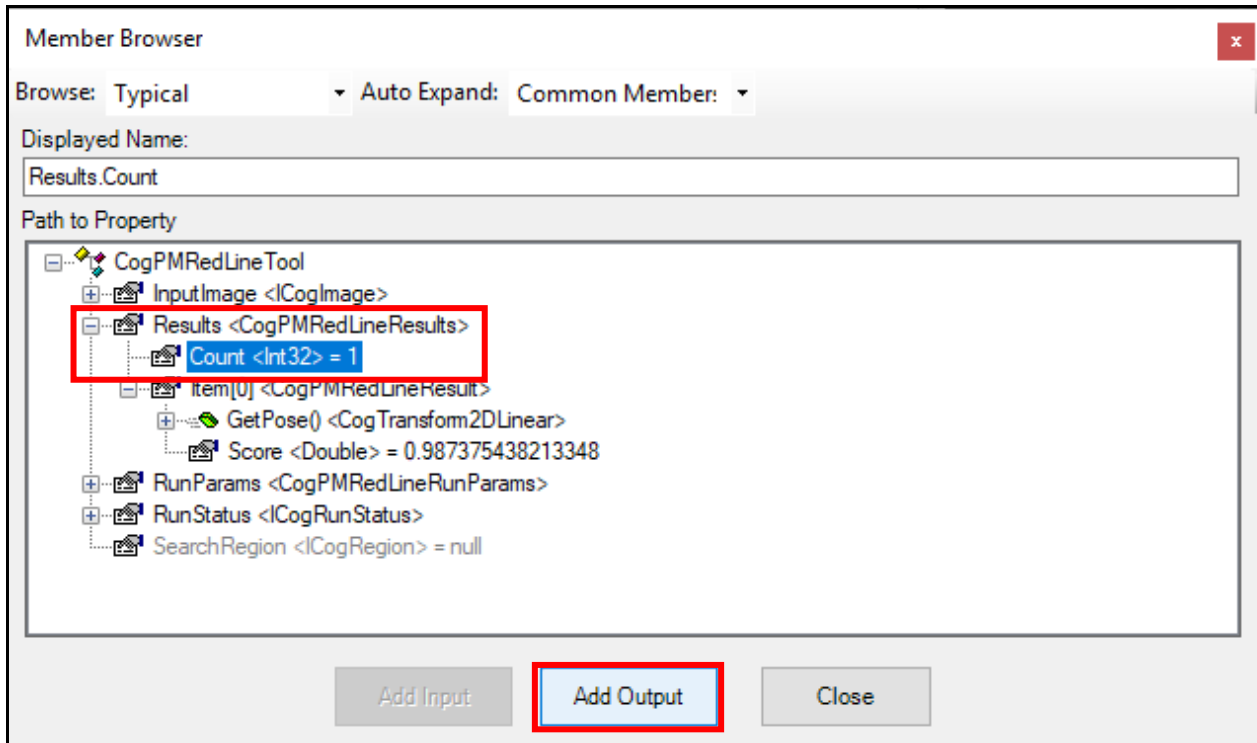 Member Browser
x
Browse: Typical Auto Expand: Common Member:
Displayed Name:
Results.Count
Path to Property
CogPMRedLineTool
InputImage <ICogImage>
Results <CogPMRedLineResults>
Count <Int32> = 1
Item[0] <CogPMRedLineResult>
GetPose() <CogTransform2DLinear>
Score <Double> = 0.987375438213348
RunParams <CogPMRedLineRunParams>
RunStatus <ICogRunStatus>
SearchRegion <ICogRegion> = null
Add Input Add Output Close